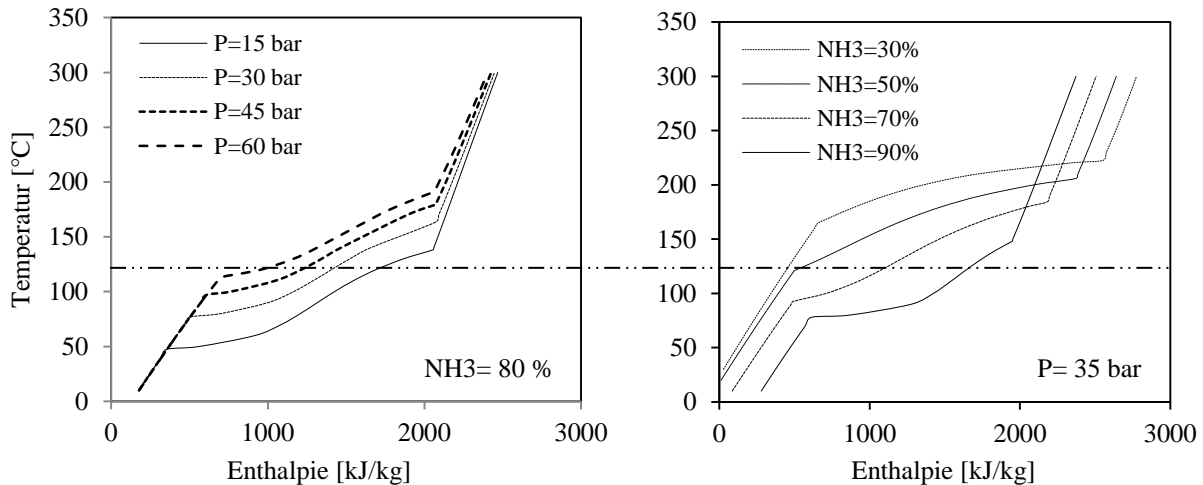 350
300
250
200
150
100
50
0
Temperatur [°C]
P=15 bar
P=30 bar
P=45 bar
P=60 bar
NH3= 80 %
0
1000
2000
3000
Enthalpie [kJ/kg]
350
300
250
200
150
100
50
0
NH3=30%
NH3=50%
NH3=70%
NH3=90%
P= 35 bar
0
1000
2000
3000
Enthalpie [kJ/kg]